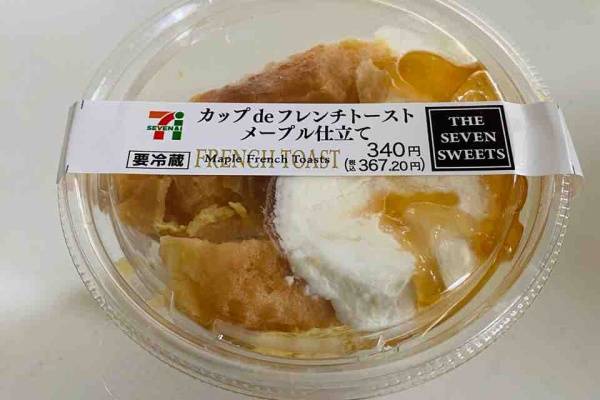 7
SEVEN&i
カップdeフレンチトースト
メープル仕立て
要冷蔵
FRENCH TOAST
Maple French Toasts
340円
(税込367.20円)
THE
SEVEN
SWEETS